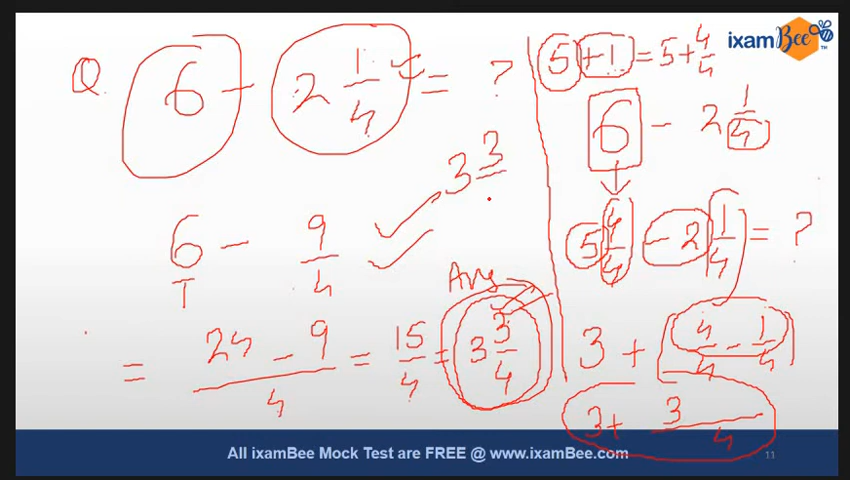 Q 6 - 2 1/4 = ?
6/1 - 9/4
3 3
= 24 - 9/4 = 15/4 = 3 3/4
Ans
ixamBee
5 + 1 = 5 + 4/4
6 - 2 1/4
5 4/4 - 2 1/4 = ?
3 + 4/4 - 1/4
3 + 3/4
All ixamBee Mock Test are FREE @ www.ixamBee.com
11